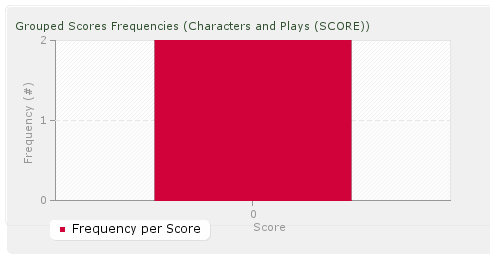 Grouped Scores Frequencies (Characters and Plays (SCORE))
2
1
0
Frequency (#)
0
Score
Frequency per Score